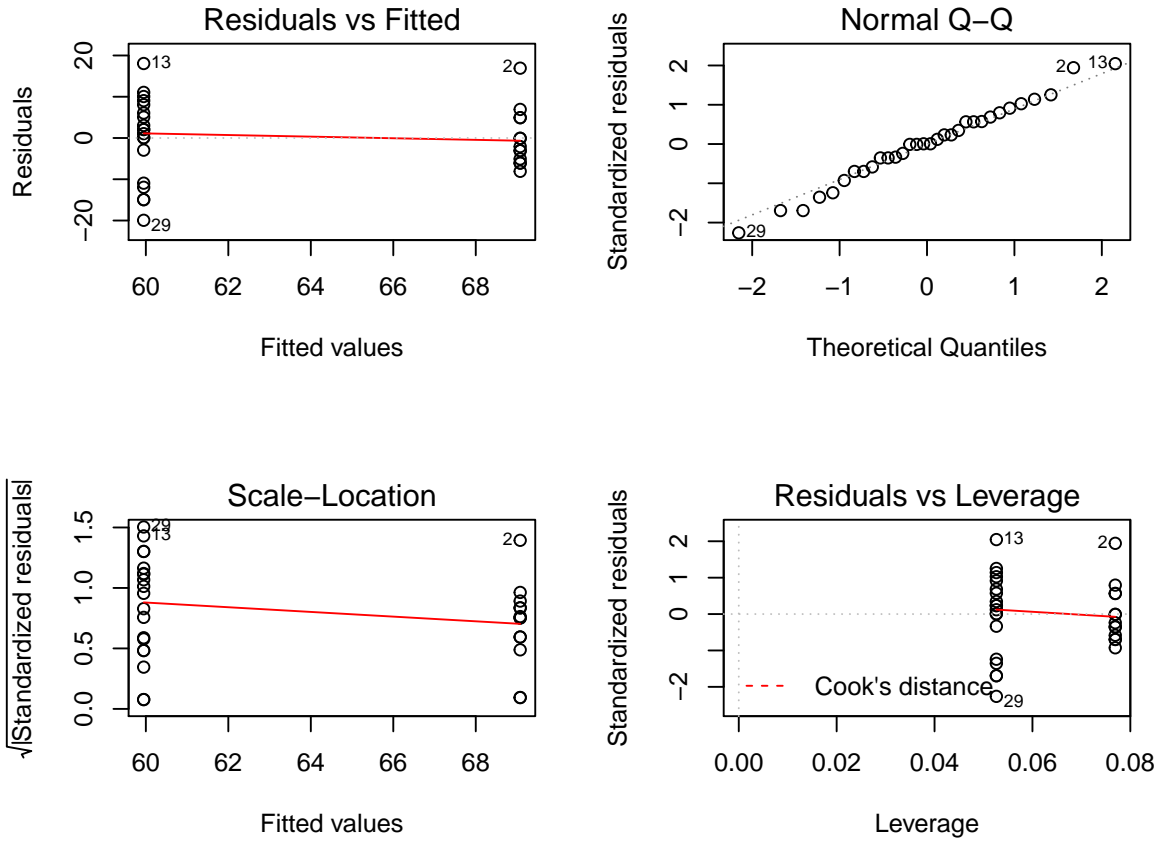 Residuals vs Fitted
Residuals
20
0
−20
13
2
29
60 62 64 66 68
Fitted values
Normal Q−Q
Standardized residuals
2
1
0
−2
2
13
29
−2 −1 0 1 2
Theoretical Quantiles
Scale−Location
√|Standardized residuals|
1.5
1.0
0.5
0.0
29
13
2
60 62 64 66 68
Fitted values
Residuals vs Leverage
Standardized residuals
2
1
0
−2
13
2
Cook's distance
29
0.00 0.02 0.04 0.06 0.08
Leverage